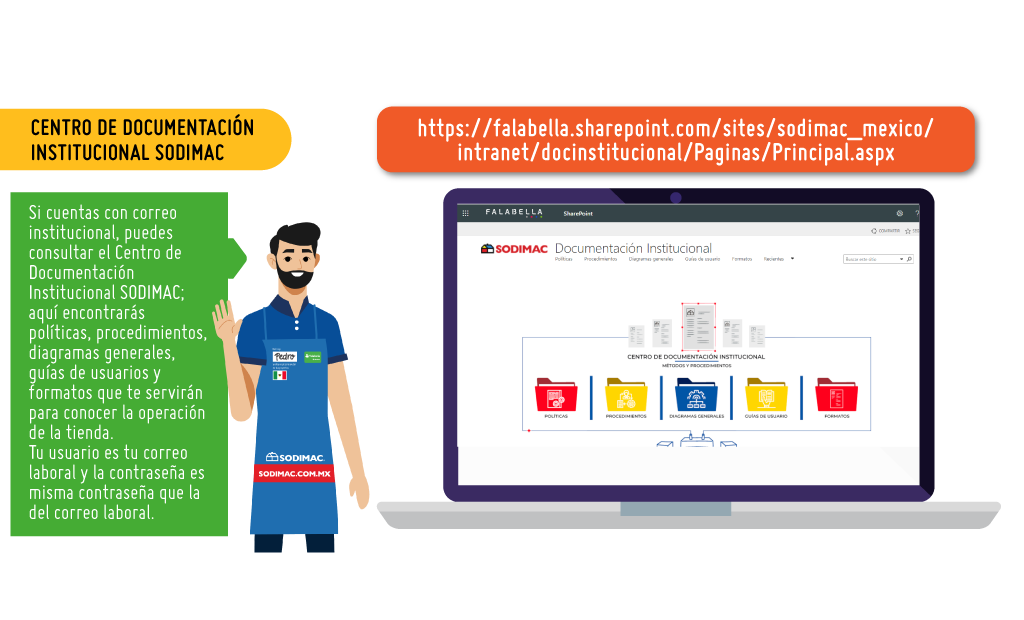 CENTRO DE DOCUMENTACIÓN
INSTITUCIONAL SODIMAC
https://falabella.sharepoint.com/sites/sodimac_mexico/
intranet/docinstitucional/Paginas/Principal.aspx
Si cuentas con correo
institucional, puedes
consultar el Centro de
Documentación
Institucional SODIMAC;
aquí encontrarás
políticas, procedimientos,
diagramas generales,
guías de usuarios y
formatos que te servirán
para conocer la operación
de la tienda.
Tu usuario es tu correo
laboral y la contraseña es
misma contraseña que la
del correo laboral.
Pedro
SODIMAC
SODIMAC.COM.MX
FALABELLA SharePoint ?
COMPARTIR
SODIMAC Documentación Institucional
Políticas Procedimientos Diagramas generales Guías de usuario Formatos Recientes
Buscar este sitio
CENTRO DE DOCUMENTACIÓN INSTITUCIONAL
MÉTODOS Y PROCEDIMIENTOS
POLÍTICAS PROCEDIMIENTOS DIAGRAMAS GENERALES GUÍAS DE USUARIO FORMATOS